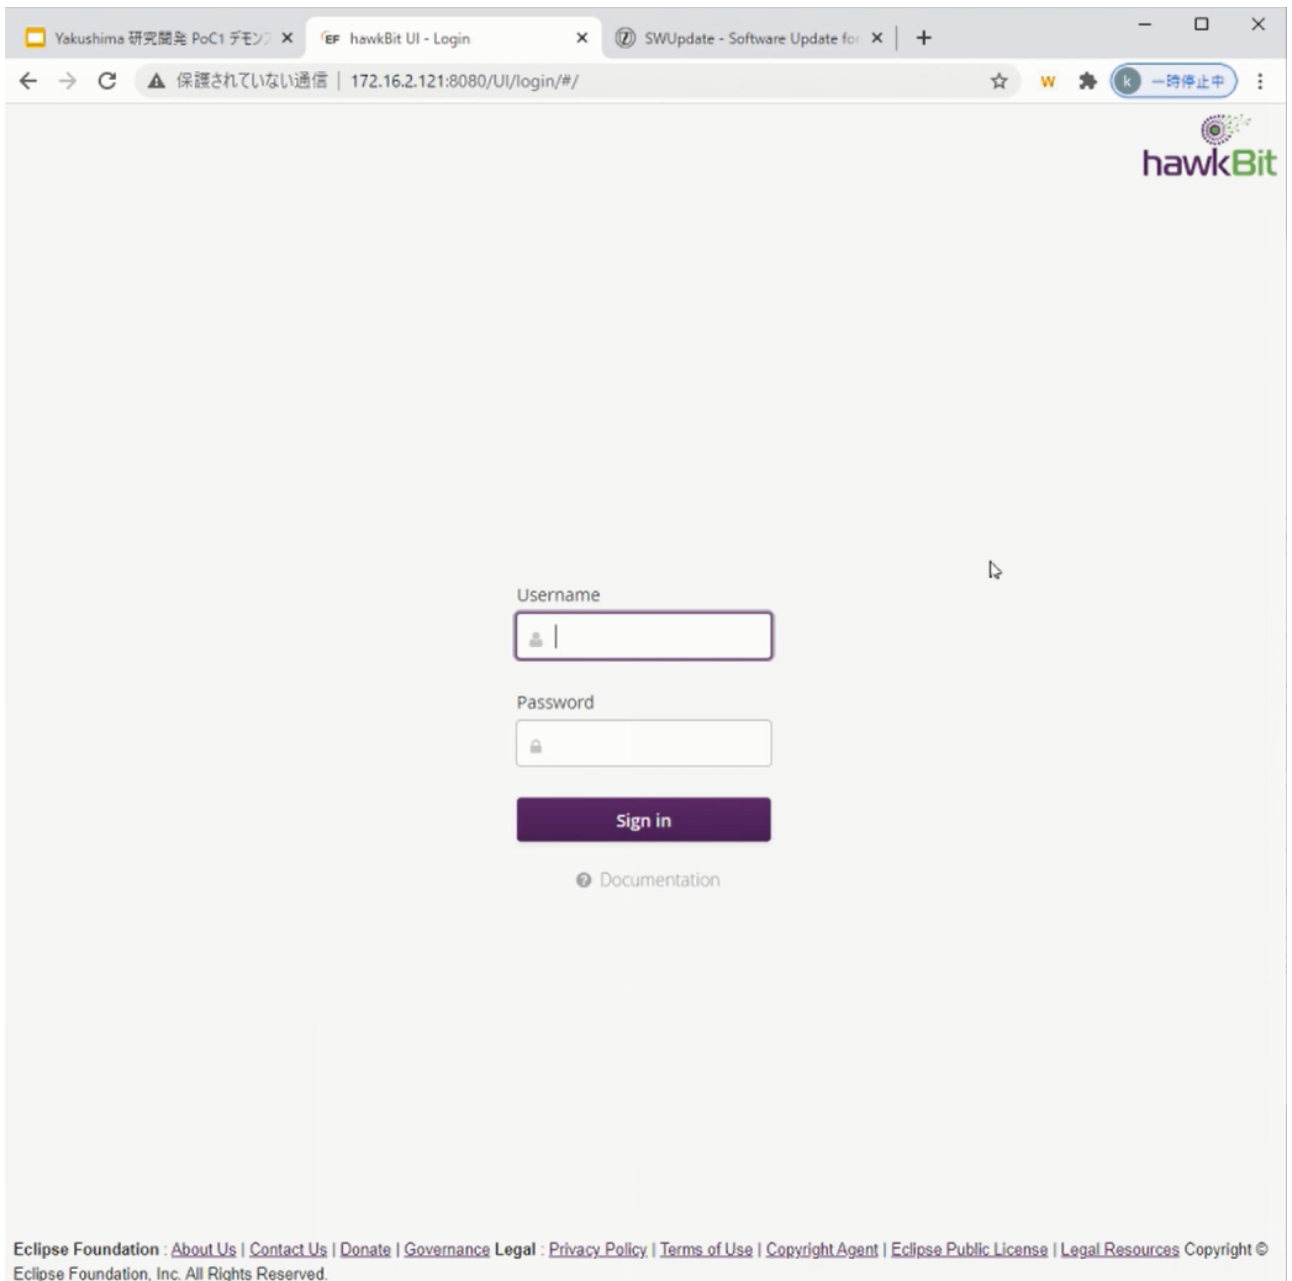 Yakushima 研究開発 PoC1 デモンス
hawkBit UI - Login
SWUpdate - Software Update for
保護されていない通信 | 172.16.2.121:8080/UI/login/#/
W
k 一時停止中
hawkBit
Username
Password
Sign in
Documentation
Eclipse Foundation : About Us | Contact Us | Donate | Governance Legal : Privacy Policy | Terms of Use | Copyright Agent | Eclipse Public License | Legal Resources Copyright ©
Eclipse Foundation, Inc. All Rights Reserved.